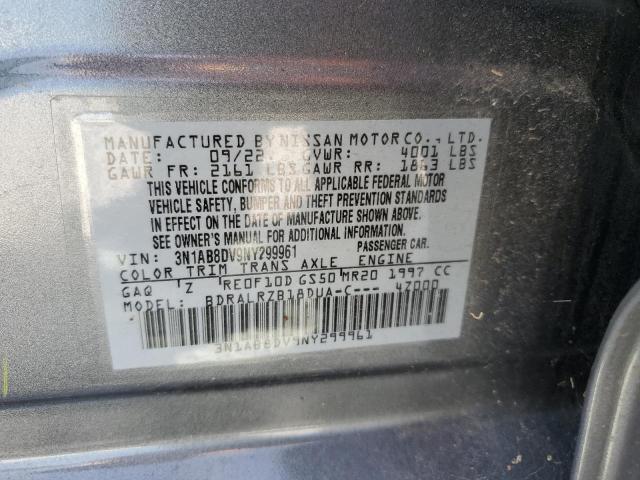 MANUFACTURED BY NISSAN MOTOR CO., LTD.
DATE: 09/22 GVWR: 4001 LBS
GAWR FR: 2161 LBS GAWR RR: 1863 LBS
THIS VEHICLE CONFORMS TO ALL APPLICABLE FEDERAL MOTOR
VEHICLE SAFETY, BUMPER AND THEFT PREVENTION STANDARDS
IN EFFECT ON THE DATE OF MANUFACTURE SHOWN ABOVE.
SEE OWNER'S MANUAL FOR ADDITIONAL INFORMATION.
VIN: 3N1AB8DV9NY299961 PASSENGER CAR.
COLOR TRIM TRANS AXLE ENGINE
GAQ Z RE0F10D GS50 MR20 1997 CC
MODEL: BDRALRZB18DUA-C--- 47000
3N1AB8DV9NY299961